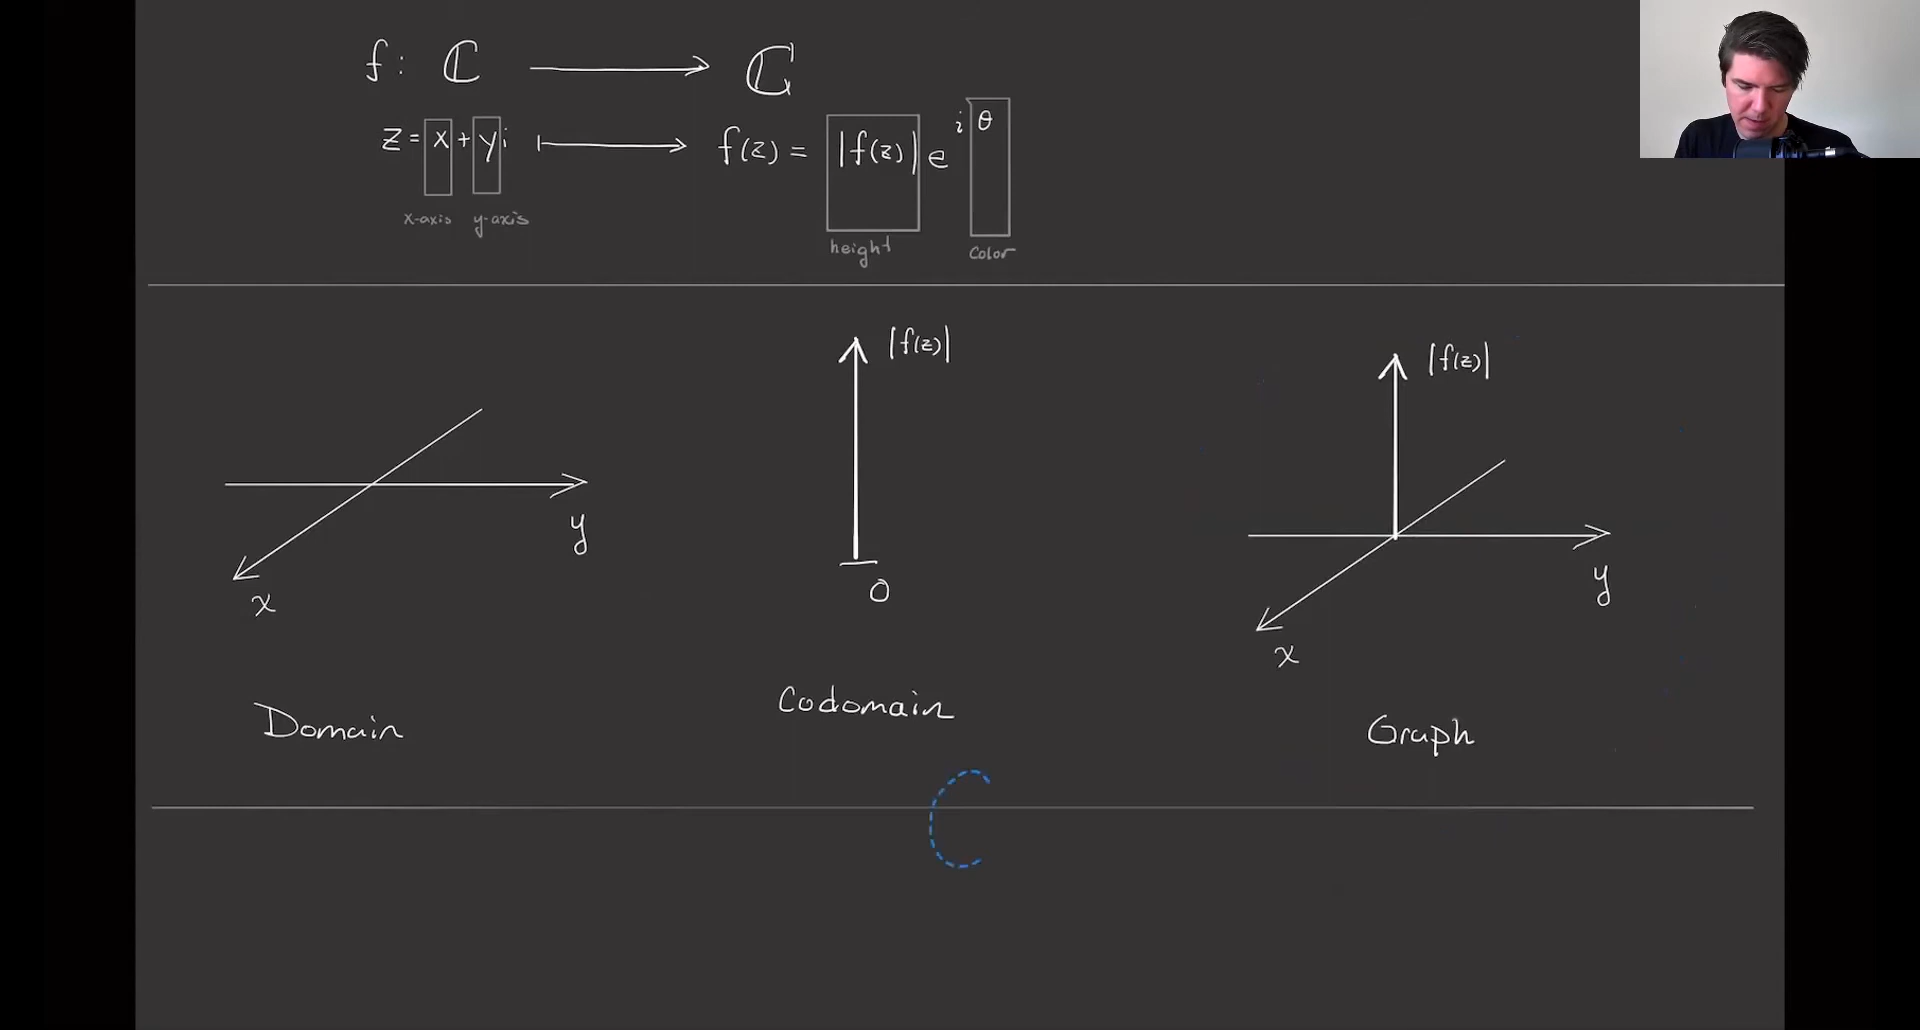 f: ℂ ⟶ ℂ
z = x + yi ⟼ f(z) = |f(z)| e^{iθ}
x-axis y-axis height color
|f(z)|
y
x
0
|f(z)|
y
x
Domain
Codomain
Graph